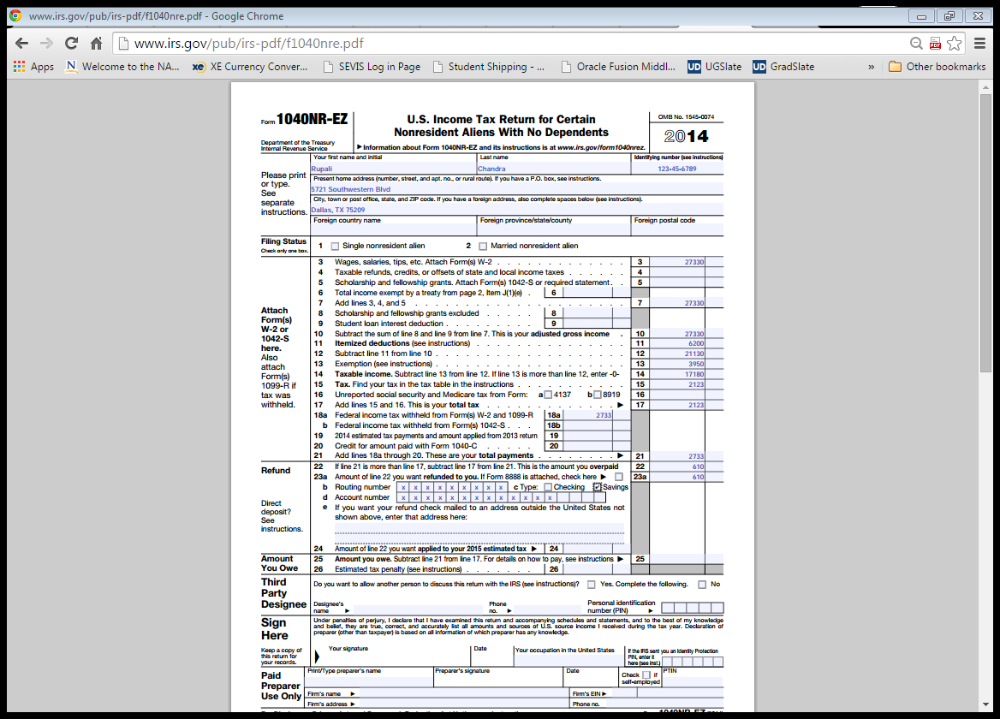 www.irs.gov/pub/irs-pdf/f1040nre.pdf - Google Chrome
www.irs.gov/pub/irs-pdf/f1040nre.pdf
Apps Welcome to the NA... XE Currency Conver... SEVIS Log in Page Student Shipping - ... Oracle Fusion Middl... UGSlate GradSlate » Other bookmarks
Form 1040NR-EZ
Department of the Treasury
Internal Revenue Service
U.S. Income Tax Return for Certain
Nonresident Aliens With No Dependents
▶ Information about Form 1040NR-EZ and its instructions is at www.irs.gov/form1040nrez.
OMB No. 1545-0074
2014
Please print
or type.
See
separate
instructions.
Your first name and initial Last name Identifying number (see instructions)
Rupali Chandra 123-45-6789
Present home address (number, street, and apt. no., or rural route). If you have a P.O. box, see instructions.
5721 Southwestern Blvd
City, town or post office, state, and ZIP code. If you have a foreign address, also complete spaces below (see instructions).
Dallas, TX 75209
Foreign country name Foreign province/state/county Foreign postal code
Filing Status
Check only one box.
1 Single nonresident alien 2 Married nonresident alien
Attach
Form(s)
W-2 or
1042-S
here.
Also
attach
Form(s)
1099-R if
tax was
withheld.
3 Wages, salaries, tips, etc. Attach Form(s) W-2 . . . . . . . . . . . . . 3 27330
4 Taxable refunds, credits, or offsets of state and local income taxes . . . . . . 4
5 Scholarship and fellowship grants. Attach Form(s) 1042-S or required statement. . 5
6 Total income exempt by a treaty from page 2, Item J(1)(e) . 6
7 Add lines 3, 4, and 5 . . . . . . . . . . . . . . . . . . . . 7 27330
8 Scholarship and fellowship grants excluded . . . . . 8
9 Student loan interest deduction . . . . . . . . . 9
10 Subtract the sum of line 8 and line 9 from line 7. This is your adjusted gross income . 10 27330
11 Itemized deductions (see instructions) . . . . . . . . . . . . . . . 11 6200
12 Subtract line 11 from line 10 . . . . . . . . . . . . . . . . . . 12 21130
13 Exemption (see instructions) . . . . . . . . . . . . . . . . . . 13 3950
14 Taxable income. Subtract line 13 from line 12. If line 13 is more than line 12, enter -0- 14 17180
15 Tax. Find your tax in the tax table in the instructions . . . . . . . . . . . 15 2123
16 Unreported social security and Medicare tax from Form: a 4137 b 8919 16
17 Add lines 15 and 16. This is your total tax . . . . . . . . . . . . . ▶ 17 2123
18a Federal income tax withheld from Form(s) W-2 and 1099-R 18a 2733
b Federal income tax withheld from Form(s) 1042-S . . . 18b
19 2014 estimated tax payments and amount applied from 2013 return 19
20 Credit for amount paid with Form 1040-C . . . . . 20
21 Add lines 18a through 20. These are your total payments . . . . . . . ▶ 21 2733
Refund
Direct
deposit?
See
instructions.
22 If line 21 is more than line 17, subtract line 17 from line 21. This is the amount you overpaid 22 610
23a Amount of line 22 you want refunded to you. If Form 8888 is attached, check here ▶ 23a 610
b Routing number x x x x x x x x x c Type: Checking Savings
d Account number x x x x x x x x x x x x x
e If you want your refund check mailed to an address outside the United States not
shown above, enter that address here:
24 Amount of line 22 you want applied to your 2015 estimated tax ▶ 24
Amount
You Owe
25 Amount you owe. Subtract line 21 from line 17. For details on how to pay, see instructions ▶ 25
26 Estimated tax penalty (see instructions) . . . . . . . 26
Third
Party
Designee
Do you want to allow another person to discuss this return with the IRS (see instructions)? Yes. Complete the following. No
Designee's
name ▶
Phone
no. ▶
Personal identification
number (PIN) ▶
Sign
Here
Keep a copy of
this return for
your records.
Under penalties of perjury, I declare that I have examined this return and accompanying schedules and statements, and to the best of my knowledge
and belief, they are true, correct, and accurately list all amounts and sources of U.S. source income I received during the tax year. Declaration of
preparer (other than taxpayer) is based on all information of which preparer has any knowledge.
Your signature Date Your occupation in the United States
If the IRS sent you an Identity Protection
PIN, enter it
here (see inst.)
Paid
Preparer
Use Only
Print/Type preparer's name Preparer's signature Date
Check if
self-employed
PTIN
Firm's name ▶ Firm's EIN ▶
Firm's address ▶ Phone no.